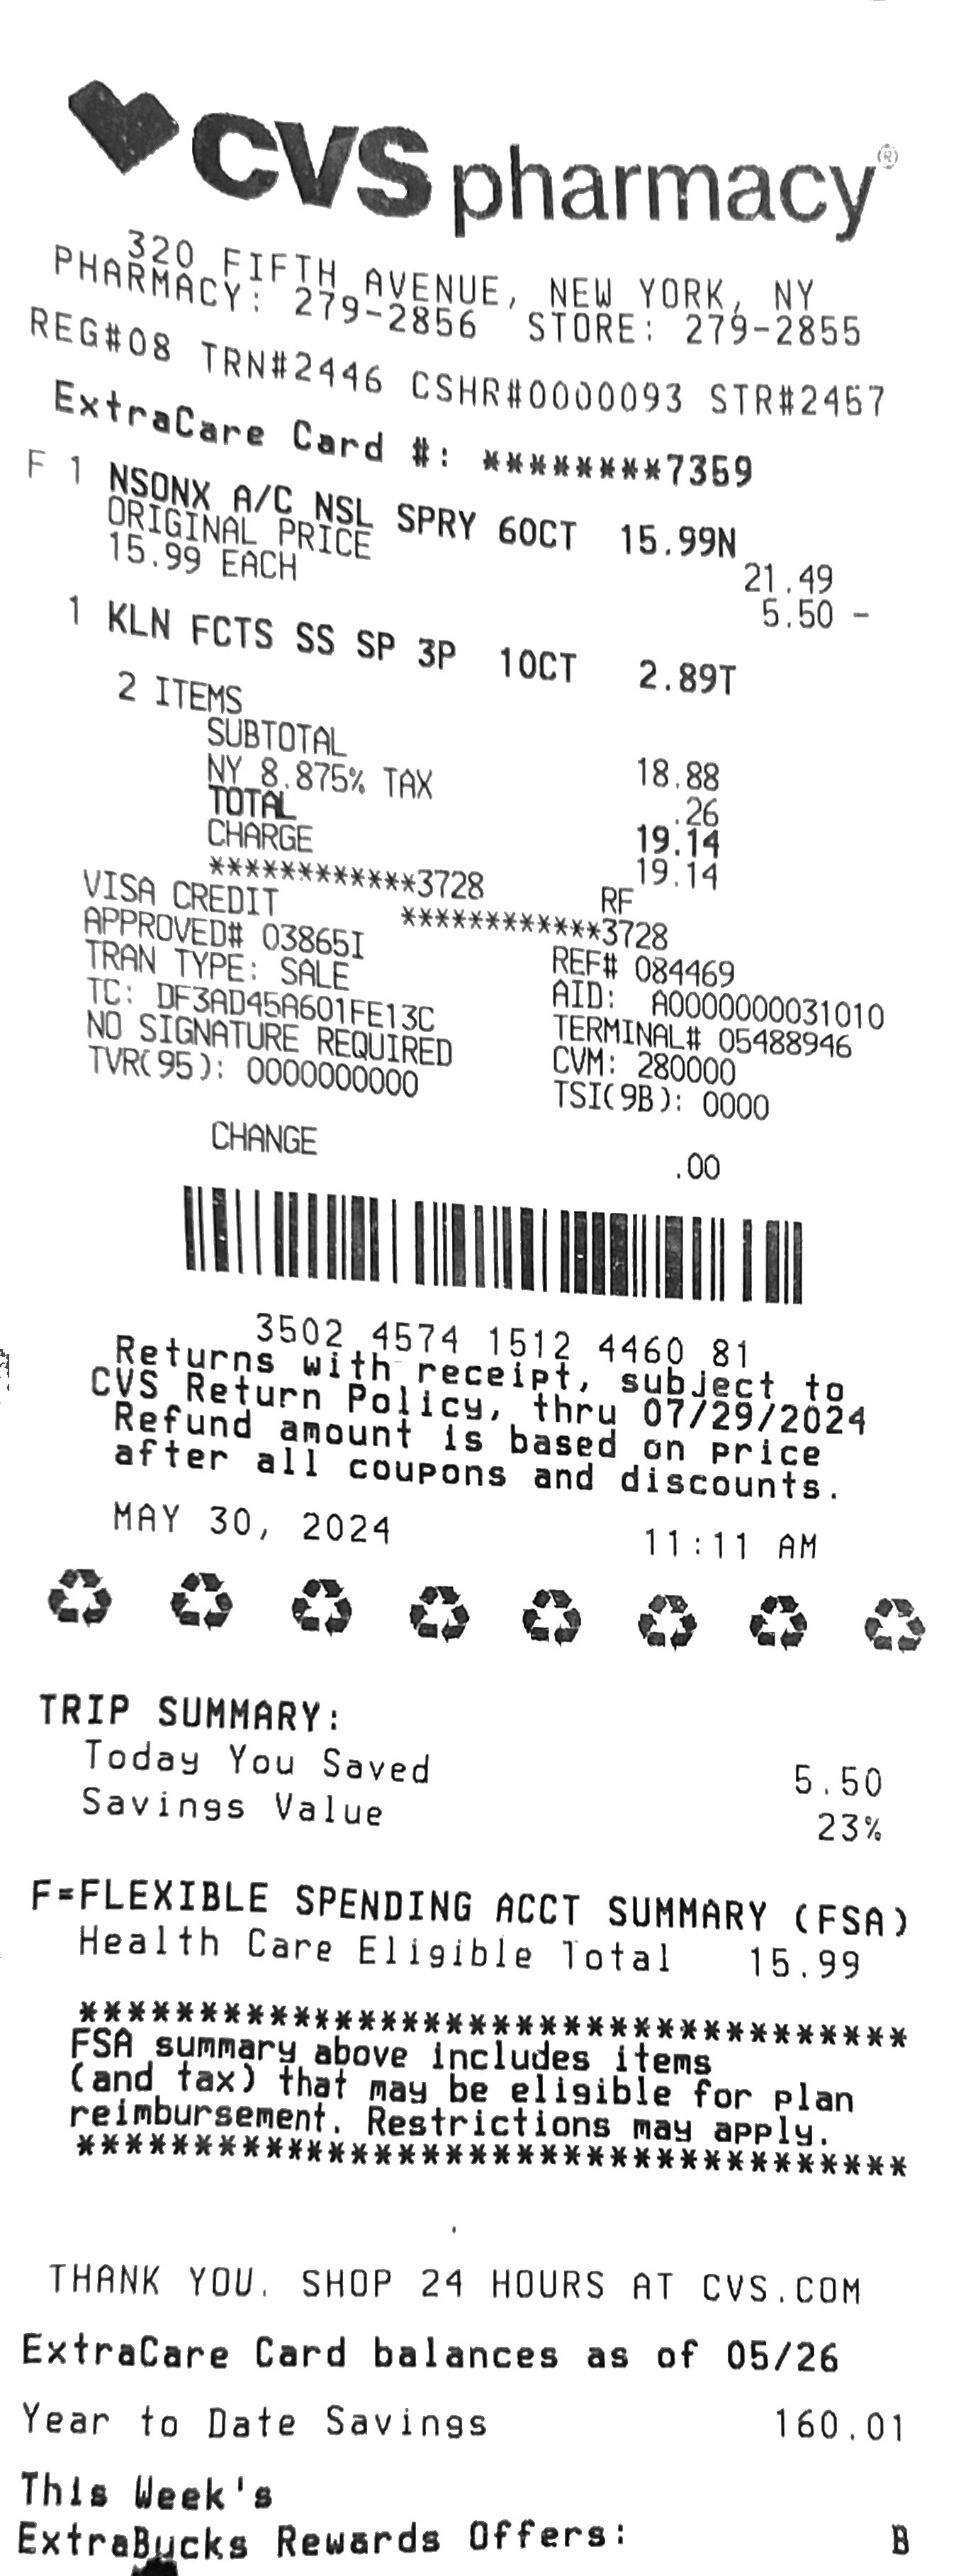 CVS pharmacy®
320 FIFTH AVENUE, NEW YORK, NY
PHARMACY: 279-2856 STORE: 279-2855
REG#08 TRN#2446 CSHR#0000093 STR#2457
ExtraCare Card #: ********7359
F 1 NSONX A/C NSL SPRY 60CT 15.99N
ORIGINAL PRICE 21.49
15.99 EACH 5.50 -
1 KLN FCTS SS SP 3P 10CT 2.89T
2 ITEMS
SUBTOTAL 18.88
NY 8.875% TAX .26
TOTAL 19.14
CHARGE 19.14
************3728 RF
VISA CREDIT ************3728
APPROVED# 03865I REF# 084469
TRAN TYPE: SALE AID: A0000000031010
TC: DF3AD45A601FE13C TERMINAL# 05488946
NO SIGNATURE REQUIRED CVM: 280000
TVR(95): 0000000000 TSI(9B): 0000
CHANGE .00
3502 4574 1512 4460 81
Returns with receipt, subject to
CVS Return Policy, thru 07/29/2024
Refund amount is based on price
after all coupons and discounts.
MAY 30, 2024 11:11 AM
TRIP SUMMARY:
Today You Saved 5.50
Savings Value 23%
F=FLEXIBLE SPENDING ACCT SUMMARY (FSA)
Health Care Eligible Total 15.99
***********************************
FSA summary above includes items
(and tax) that may be eligible for plan
reimbursement. Restrictions may apply.
***********************************
THANK YOU. SHOP 24 HOURS AT CVS.COM
ExtraCare Card balances as of 05/26
Year to Date Savings 160.01
This Week's
ExtraBucks Rewards Offers: B